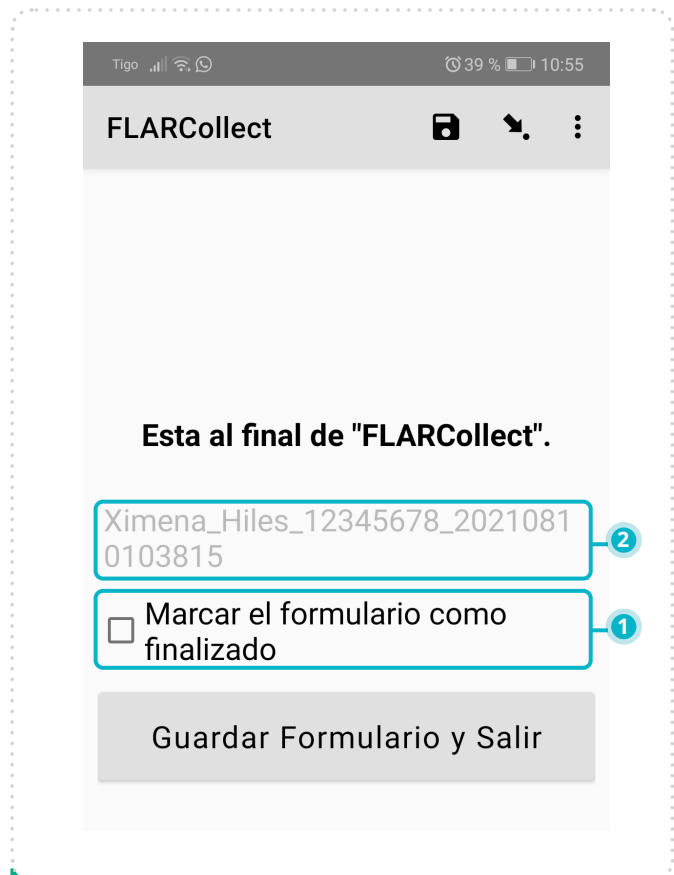 Tigo 39 % 10:55
FLARCollect
Esta al final de "FLARCollect".
Ximena_Hiles_12345678_2021081
0103815
2
Marcar el formulario como
finalizado
1
Guardar Formulario y Salir